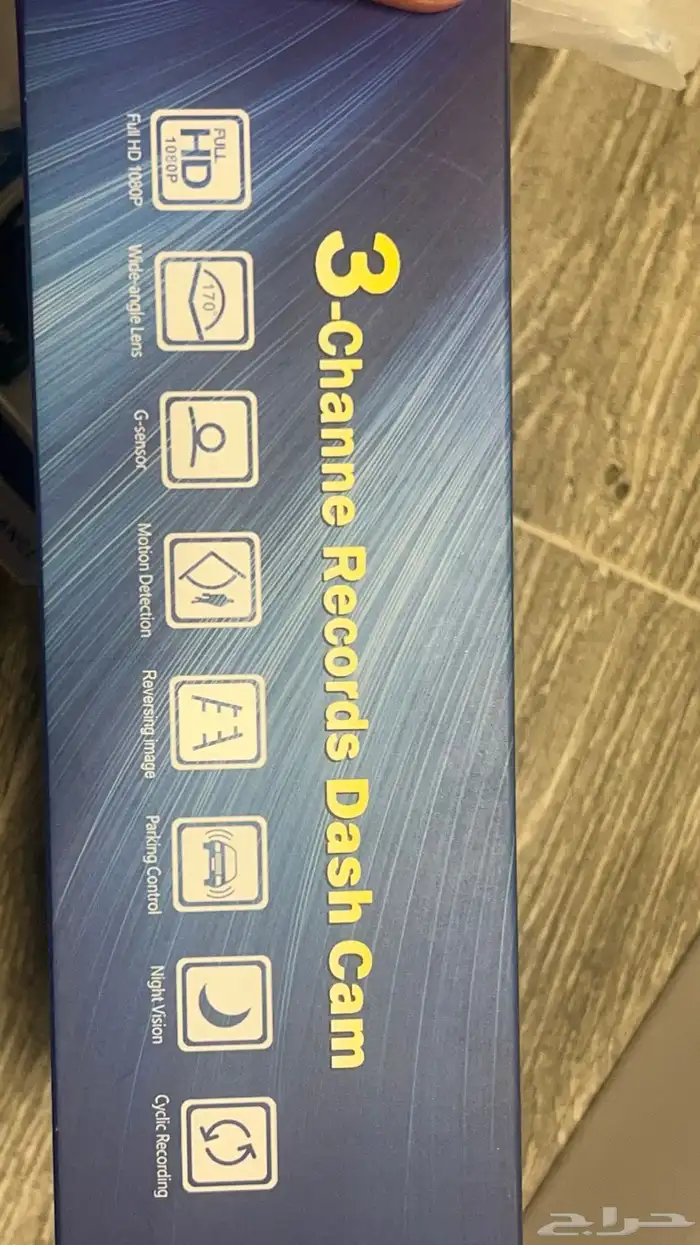 3-Channe Records Dash Cam
FULL
HD
1080P
170°
Full HD 1080P
Wide-angle Lens
G-sensor
Motion Detection
Reversing image
Parking Control
Night Vision
Cyclic Recording
حراج